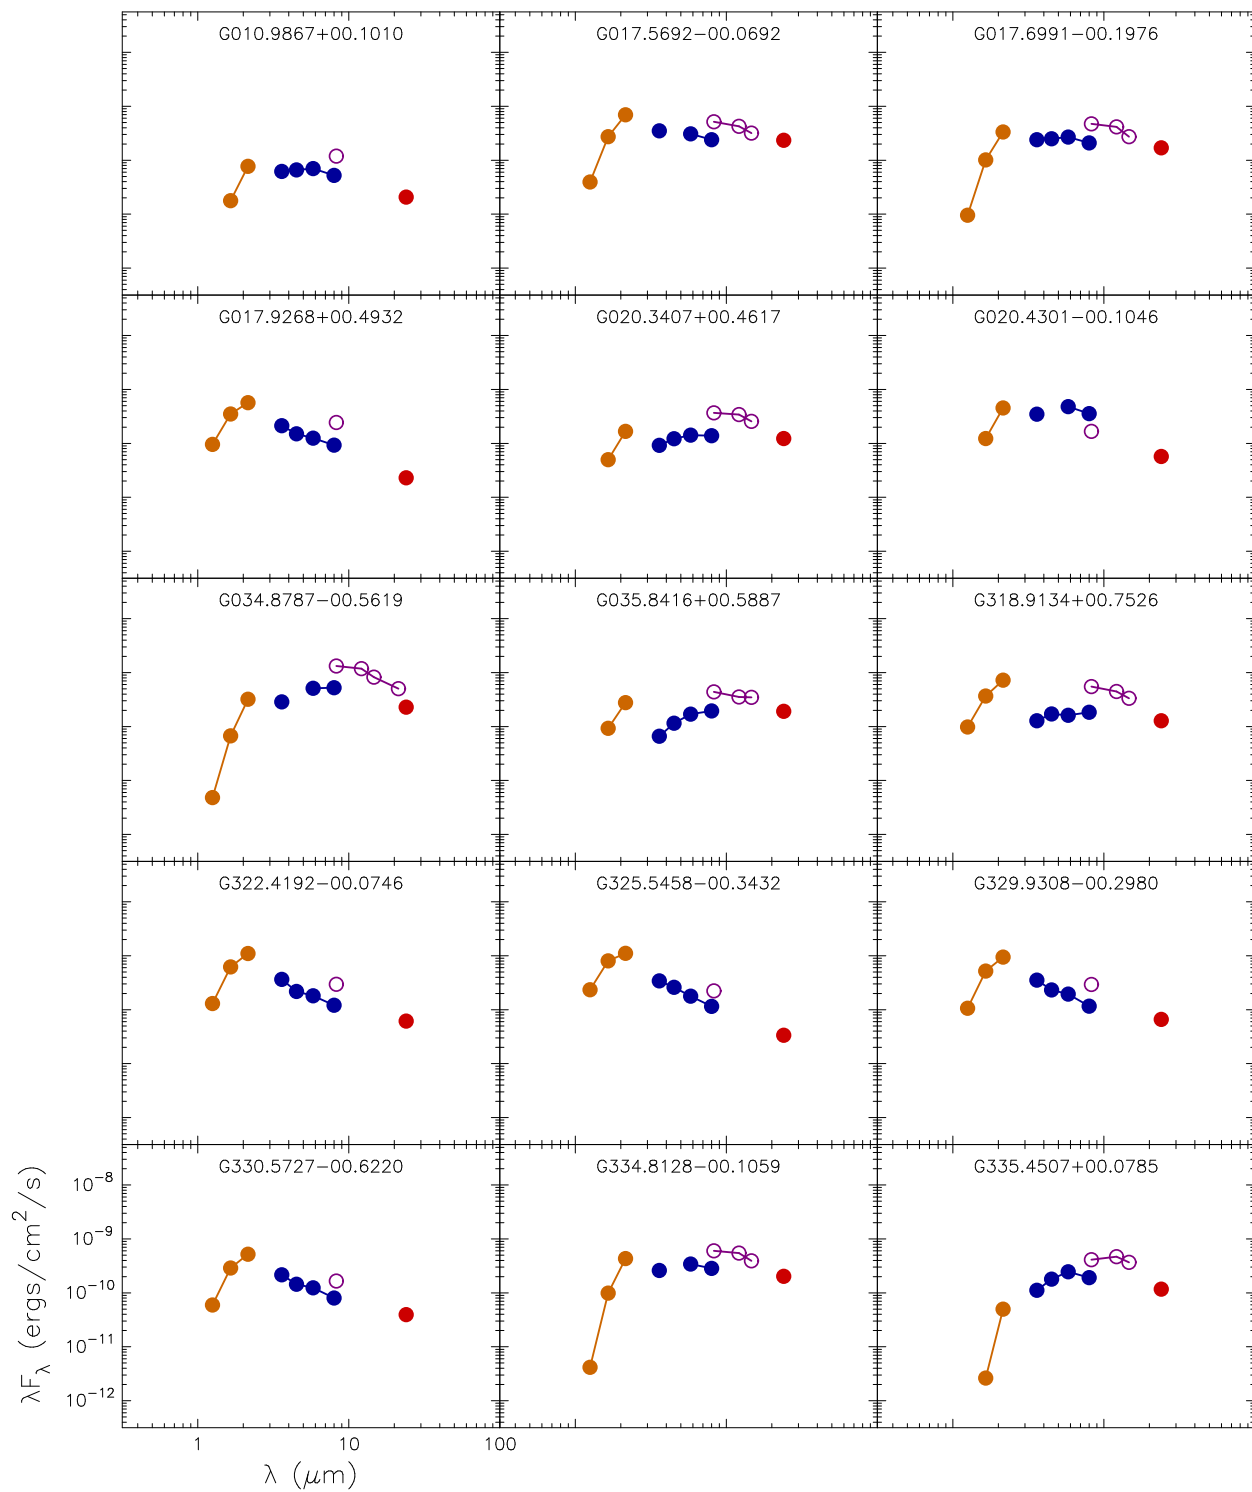 G010.9867+00.1010
G017.5692−00.0692
G017.6991−00.1976
G017.9268+00.4932
G020.3407+00.4617
G020.4301−00.1046
G034.8787−00.5619
G035.8416+00.5887
G318.9134+00.7526
G322.4192−00.0746
G325.5458−00.3432
G329.9308−00.2980
G330.5727−00.6220
G334.8128−00.1059
G335.4507+00.0785
10^−8
10^−9
10^−10
10^−11
10^−12
λF_λ (ergs/cm^2/s)
1 10 100
λ (μm)